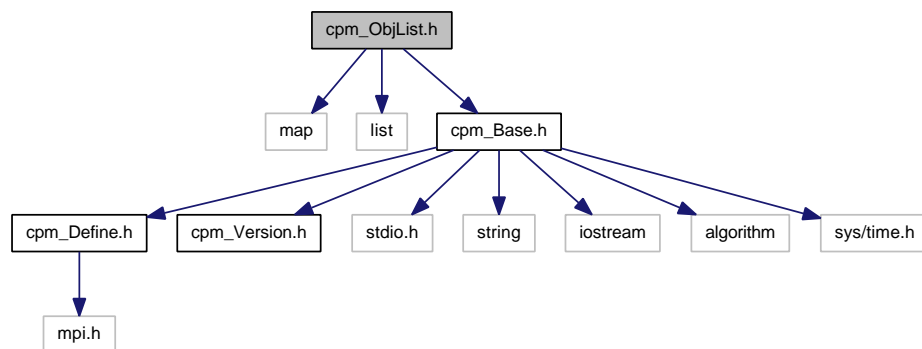 cpm_ObjList.h
map
list
cpm_Base.h
cpm_Define.h
cpm_Version.h
stdio.h
string
iostream
algorithm
sys/time.h
mpi.h